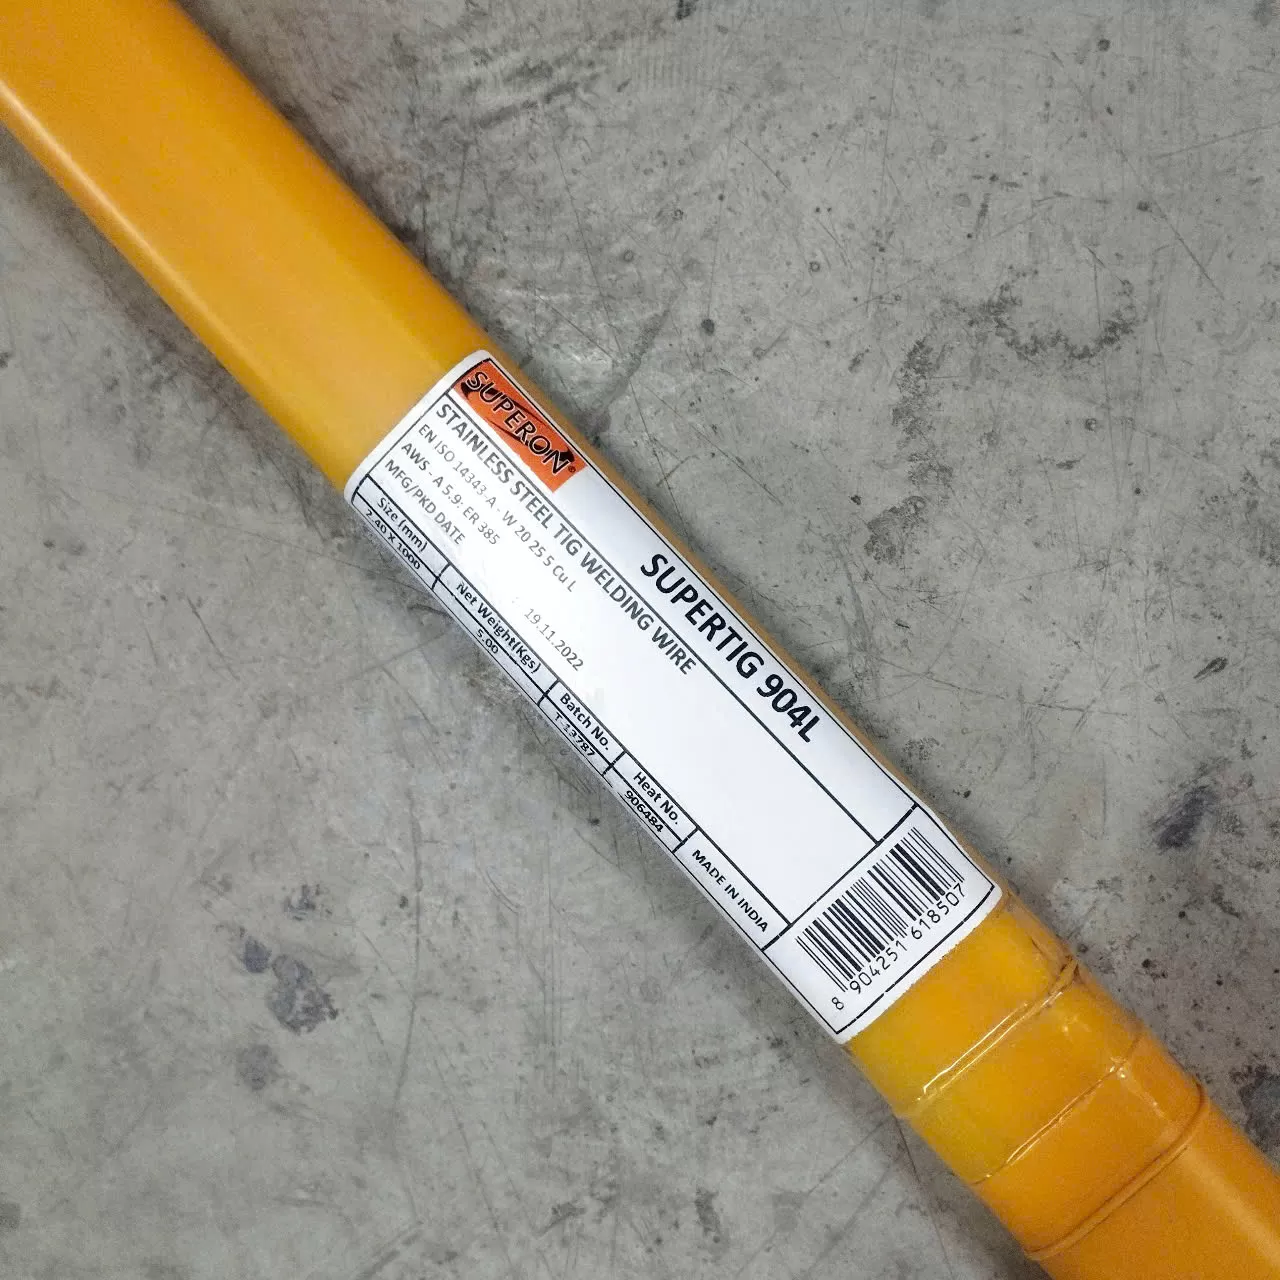 SUPERON®
SUPERTIG 904L
STAINLESS STEEL TIG WELDING WIRE
EN ISO 14343-A - W 20 25 5 Cu L
AWS - A 5.9: ER 385
MFG/PKD DATE : 19.11.2022
Size (mm) Net Weight(Kgs) Batch No. Heat No.
2.40 X 1000 5.00 T 13787 906484
MADE IN INDIA
8 904251 618507